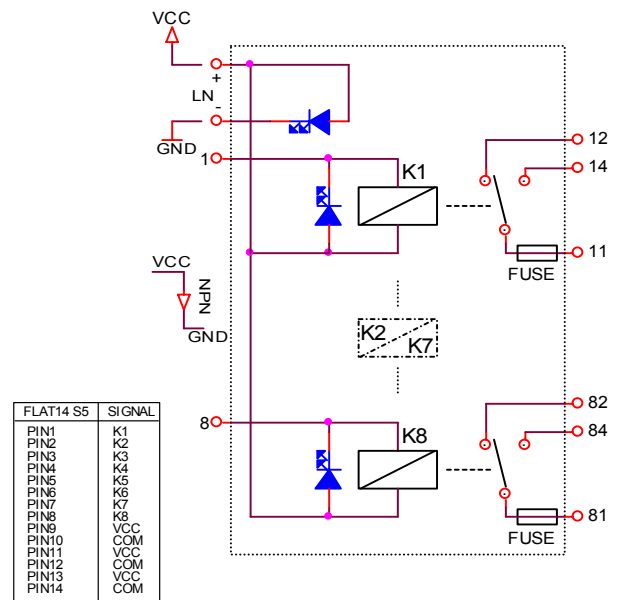 VCC
+
LN
-
GND
1
K1
12
14
11
FUSE
VCC
NPN
GND
K2
K7
8
K8
82
84
81
FUSE
FLAT14 S5 SIGNAL
PIN1 K1
PIN2 K2
PIN3 K3
PIN4 K4
PIN5 K5
PIN6 K6
PIN7 K7
PIN8 K8
PIN9 VCC
PIN10 COM
PIN11 VCC
PIN12 COM
PIN13 VCC
PIN14 COM